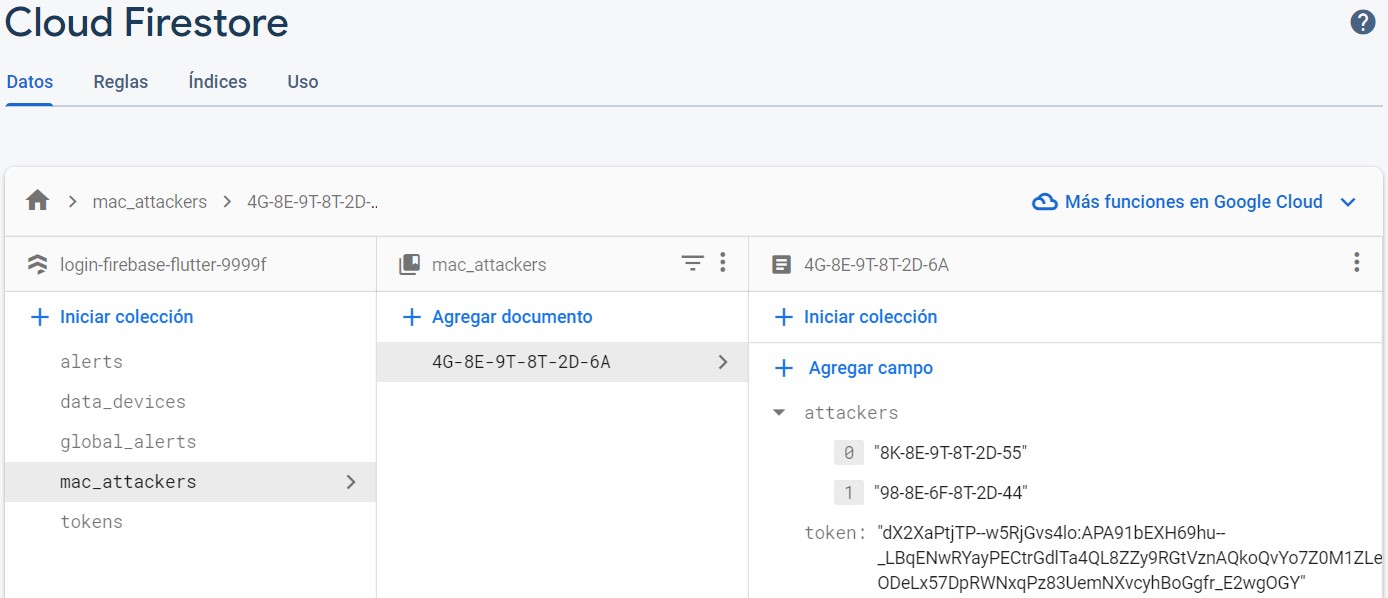 Cloud Firestore
?
Datos Reglas Índices Uso
mac_attackers 4G-8E-9T-8T-2D-..
Más funciones en Google Cloud
login-firebase-flutter-9999f
mac_attackers
4G-8E-9T-8T-2D-6A
+ Iniciar colección
+ Agregar documento
+ Iniciar colección
alerts
data_devices
global_alerts
mac_attackers
tokens
4G-8E-9T-8T-2D-6A
+ Agregar campo
attackers
0 "8K-8E-9T-8T-2D-55"
1 "98-8E-6F-8T-2D-44"
token: "dX2XaPtjTP--w5RjGvs4lo:APA91bEXH69hu--
_LBqENwRYayPECtrGdlTa4QL8ZZy9RGtVznAQkoQvYo7Z0M1ZLe
ODeLx57DpRWNxqPz83UemNXvcyhBoGgfr_E2wgOGY"